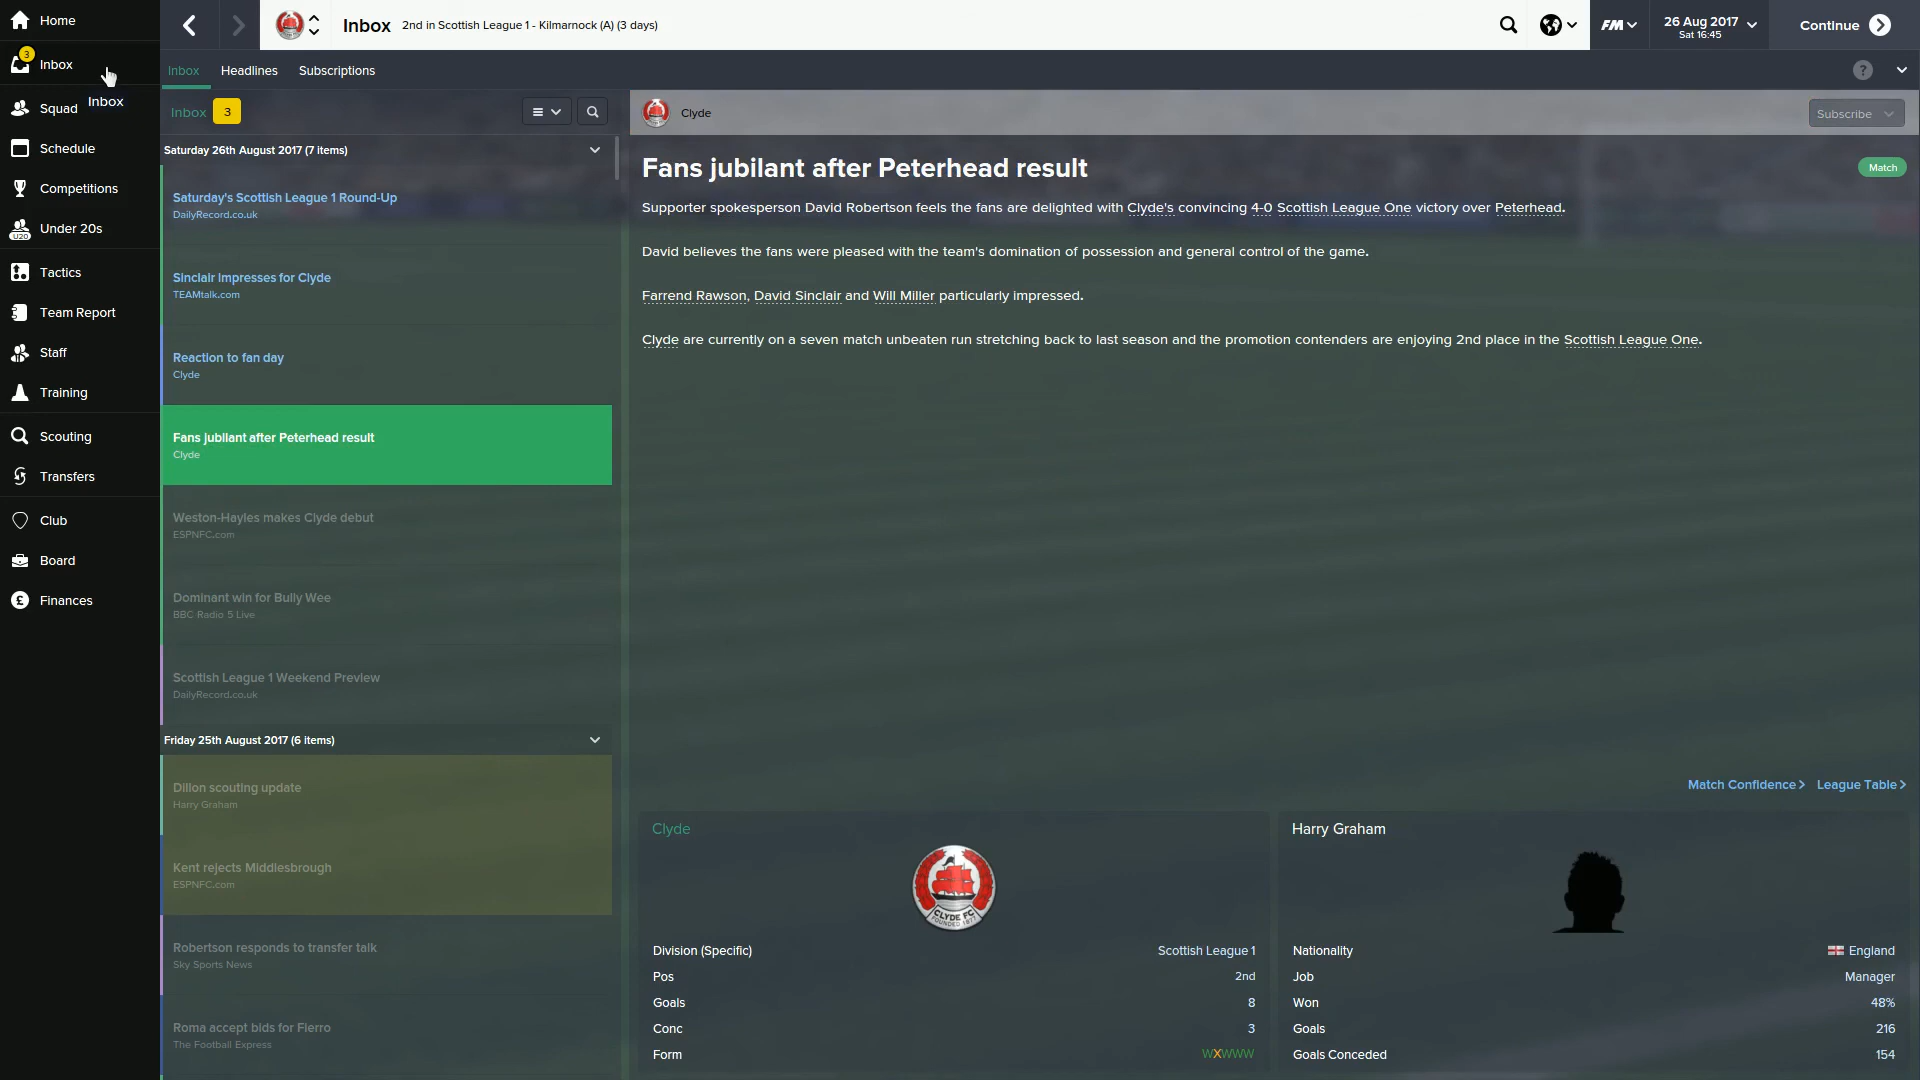 Home
3
Inbox
Inbox
Squad
Schedule
Competitions
Under 20s
U20
Tactics
Team Report
Staff
Training
Scouting
Transfers
Club
Board
£
Finances
Inbox
2nd in Scottish League 1 - Kilmarnock (A) (3 days)
FM
26 Aug 2017
Sat 16:45
Continue
Inbox Headlines Subscriptions
?
Inbox 3
Saturday 26th August 2017 (7 items)
Saturday's Scottish League 1 Round-Up
DailyRecord.co.uk
Sinclair impresses for Clyde
TEAMtalk.com
Reaction to fan day
Clyde
Fans jubilant after Peterhead result
Clyde
Weston-Hayles makes Clyde debut
ESPNFC.com
Dominant win for Bully Wee
BBC Radio 5 Live
Scottish League 1 Weekend Preview
DailyRecord.co.uk
Friday 25th August 2017 (6 items)
Dillon scouting update
Harry Graham
Kent rejects Middlesbrough
ESPNFC.com
Robertson responds to transfer talk
Sky Sports News
Roma accept bids for Fierro
The Football Express
Clyde
Subscribe
Fans jubilant after Peterhead result
Match
Supporter spokesperson David Robertson feels the fans are delighted with Clyde's convincing 4-0 Scottish League One victory over Peterhead.
David believes the fans were pleased with the team's domination of possession and general control of the game.
Farrend Rawson, David Sinclair and Will Miller particularly impressed.
Clyde are currently on a seven match unbeaten run stretching back to last season and the promotion contenders are enjoying 2nd place in the Scottish League One.
Match Confidence > League Table >
Clyde
CLYDE FC
FOUNDED 1877
Division (Specific) Scottish League 1
Pos 2nd
Goals 8
Conc 3
Form WXWWW
Harry Graham
Nationality England
Job Manager
Won 48%
Goals 216
Goals Conceded 154